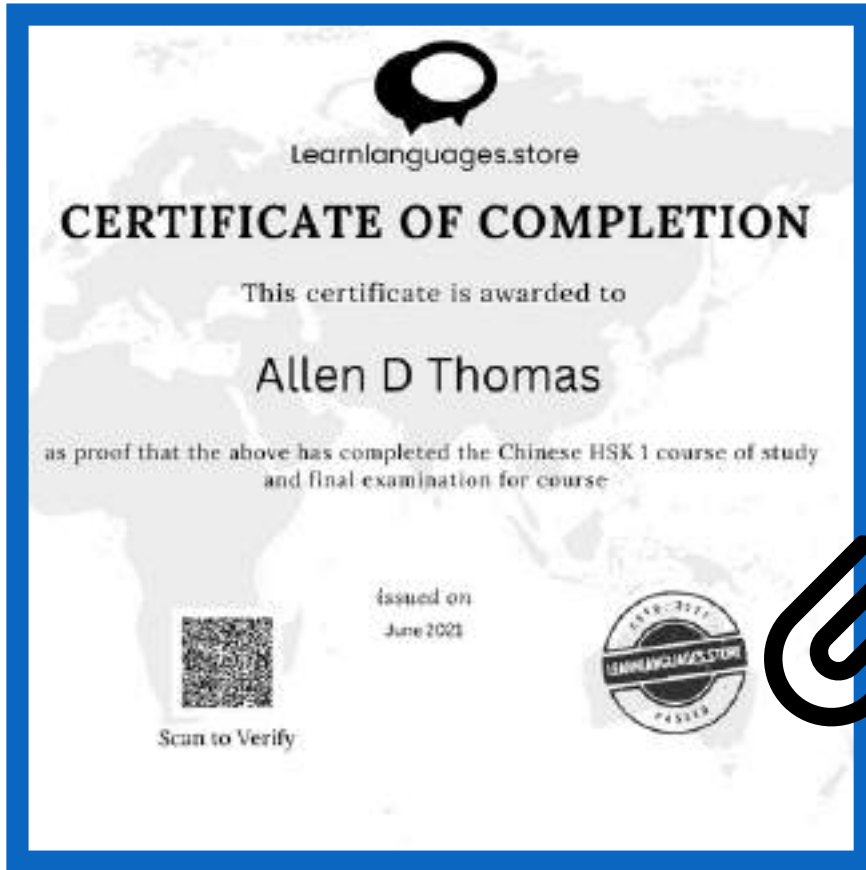 Learnlanguages.store
CERTIFICATE OF COMPLETION
This certificate is awarded to
Allen D Thomas
as proof that the above has completed the Chinese HSK 1 course of study
and final examination for course
issued on
June 2021
LEARNLANGUAGES.STORE
PASSED
Scan to Verify